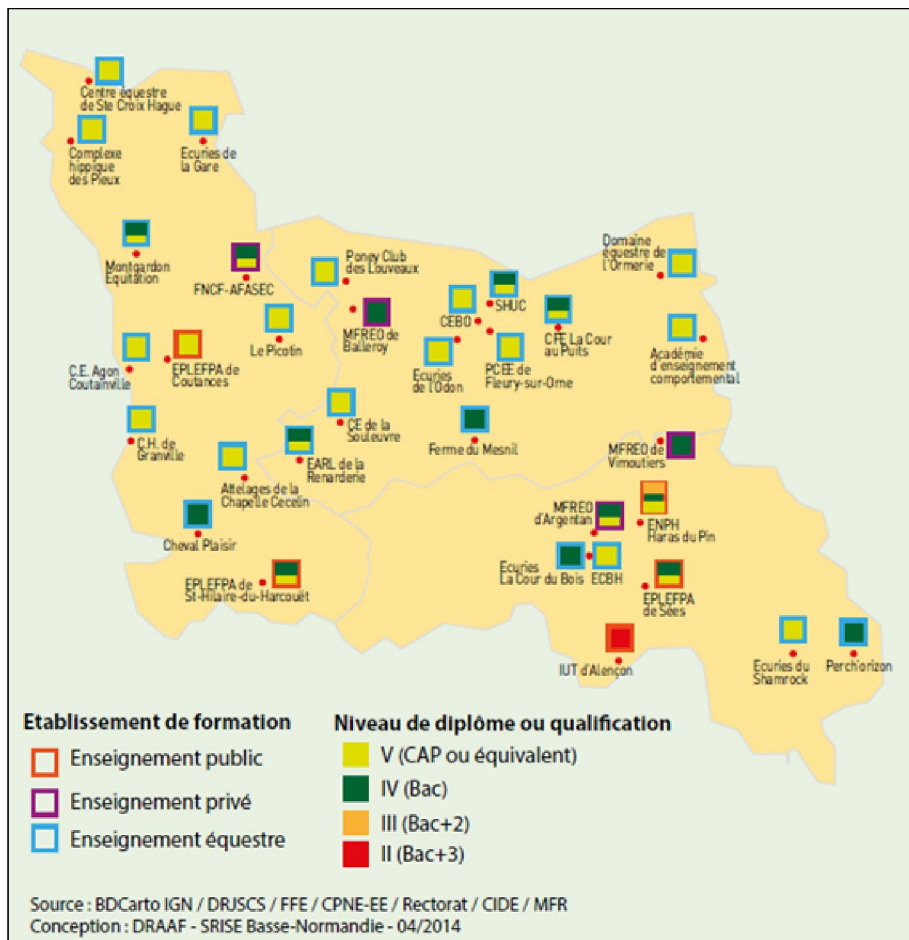 Centre équestre
de Ste Croix Hague
Complexe
hippique
des Pieux
Ecuries de
la Gare
Montgardon
Equitation
FNCF-AFASEC
Poney Club
des Louveaux
MFREO de
Balleroy
Le Picotin
C.E. Agon
Coutainville
EPLEFPA de
Coutances
CEBO
SHUC
CFE La Cour
au Puits
Domaine
équestre de
l'Ormerie
Ecuries
de l'Odon
PCEE de
Fleury-sur-Orne
Académie
d'enseignement
comportemental
C.H. de
Granville
CE de la
Souleuvre
EARL de la
Renarderie
Ferme du Mesnil
MFREO de
Vimoutiers
Attelages de la
Chapelle Cecelin
Cheval Plaisir
MFREO
d'Argentan
ENPH
Haras du Pin
Ecuries
La Cour du Bois
ECBH
EPLEFPA de
St-Hilaire-du-Harcouët
EPLEFPA
de Sées
IUT d'Alençon
Ecuries du
Shamrock
Perch'orizon
Etablissement de formation
Enseignement public
Enseignement privé
Enseignement équestre
Niveau de diplôme ou qualification
V (CAP ou équivalent)
IV (Bac)
III (Bac+2)
II (Bac+3)
Source : BDCarto IGN / DRJSCS / FFE / CPNE-EE / Rectorat / CIDE / MFR
Conception : DRAAF - SRISE Basse-Normandie - 04/2014